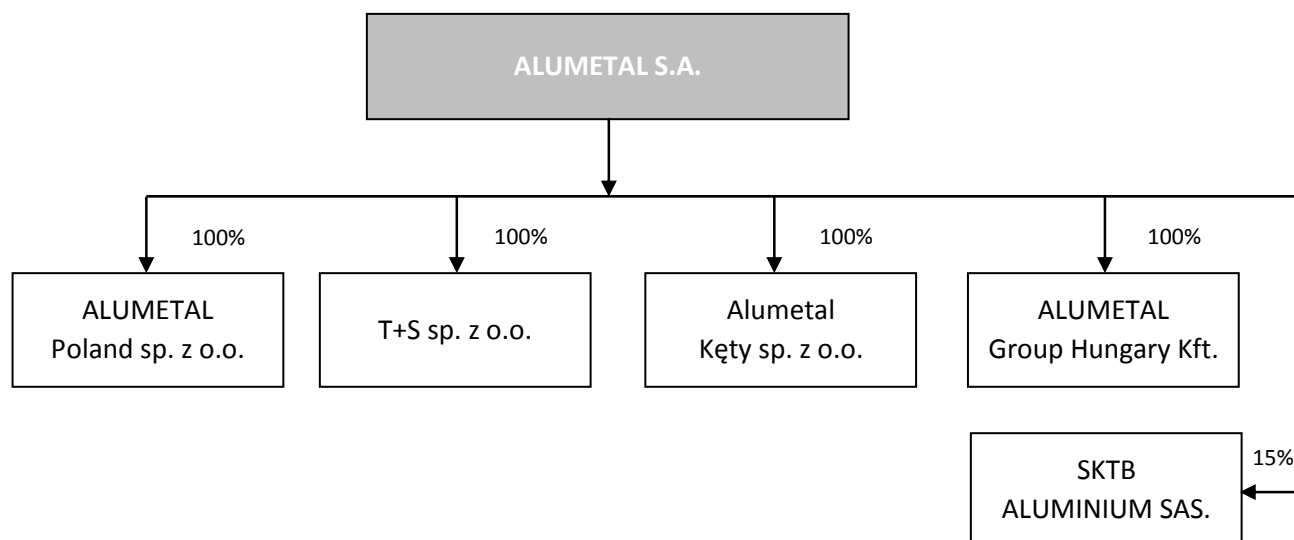 ALUMETAL S.A.
100%
100%
100%
100%
ALUMETAL
Poland sp. z o.o.
T+S sp. z o.o.
Alumetal
Kęty sp. z o.o.
ALUMETAL
Group Hungary Kft.
15%
SKTB
ALUMINIUM SAS.